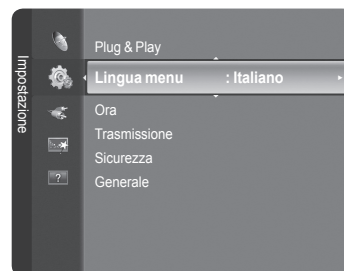 Impostazione
Plug & Play
Lingua menu : Italiano
Ora
Trasmissione
Sicurezza
Generale
?